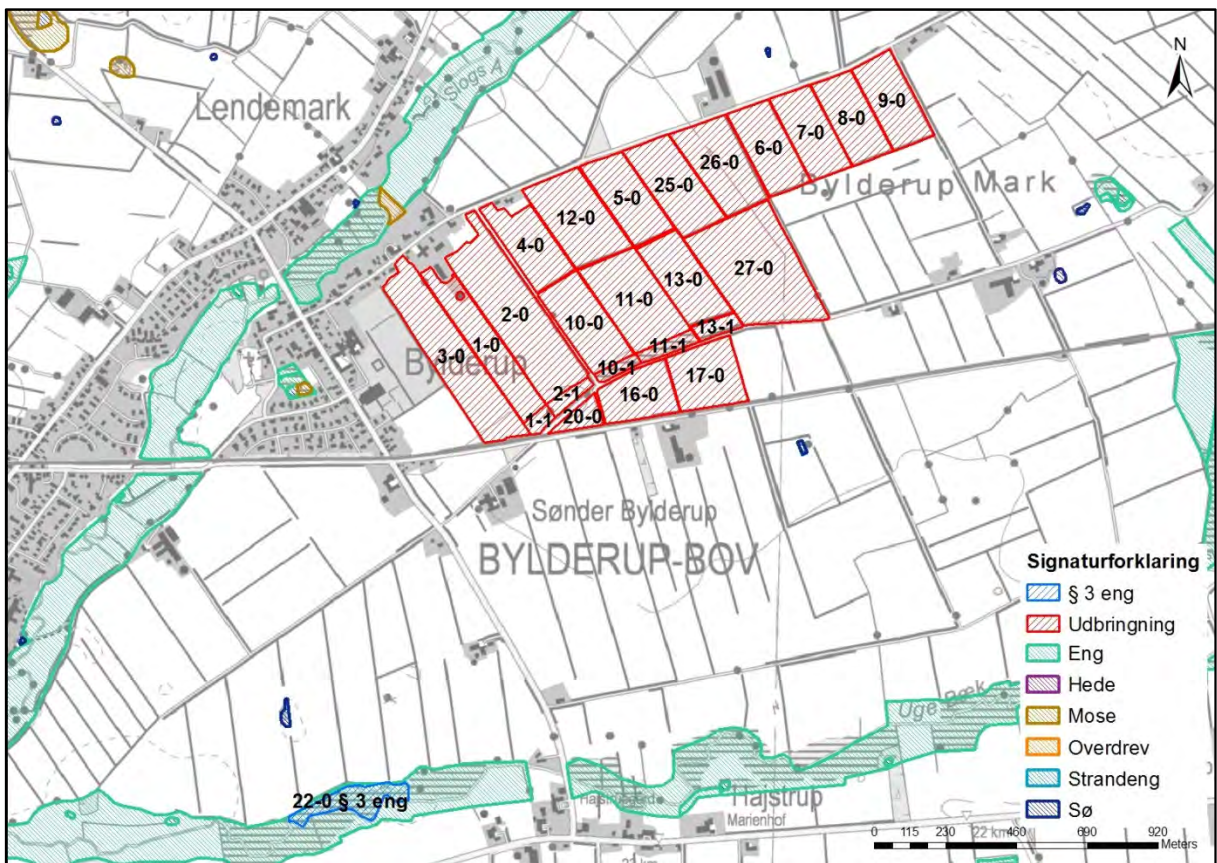 N
Slogs Å
Lendemark
9-0
8-0
7-0
6-0
26-0
25-0
5-0
12-0
4-0
Bylderup Mark
27-0
13-0
11-0
10-0
2-0
1-0
3-0
Bylderup
13-1
11-1
10-1
17-0
16-0
2-1
1-1
20-0
Sønder Bylderup
BYLDERUP-BOV
Signaturforklaring
§ 3 eng
Udbringning
Eng
Hede
Mose
Overdrev
Strandeng
Sø
Uge Bæk
22-0 § 3 eng
Hajstrup
Marienhof
22 km
0 115 230 460 690 920
Meters